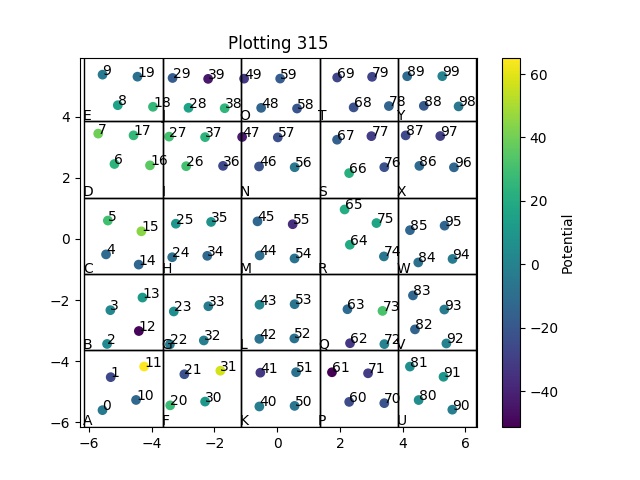 Plotting 315
9 19 29 39 49 59 69 79 89 99
8 18 28 38 48 58 68 78 88 98
E J O T Y
7 17 27 37 47 57 67 77 87 97
6 16 26 36 46 56 66 76 86 96
D I N S X
5 15 25 35 45 55 65 75 85 95
4 14 24 34 44 54 64 74 84 94
C H M R W
3 13 23 33 43 53 63 73 83 93
2 12 22 32 42 52 62 72 82 92
B G L Q V
1 11 21 31 41 51 61 71 81 91
0 10 20 30 40 50 60 70 80 90
A F K P U
4
2
0
−2
−4
−6
−6 −4 −2 0 2 4 6
60
40
20
0
−20
−40
Potential